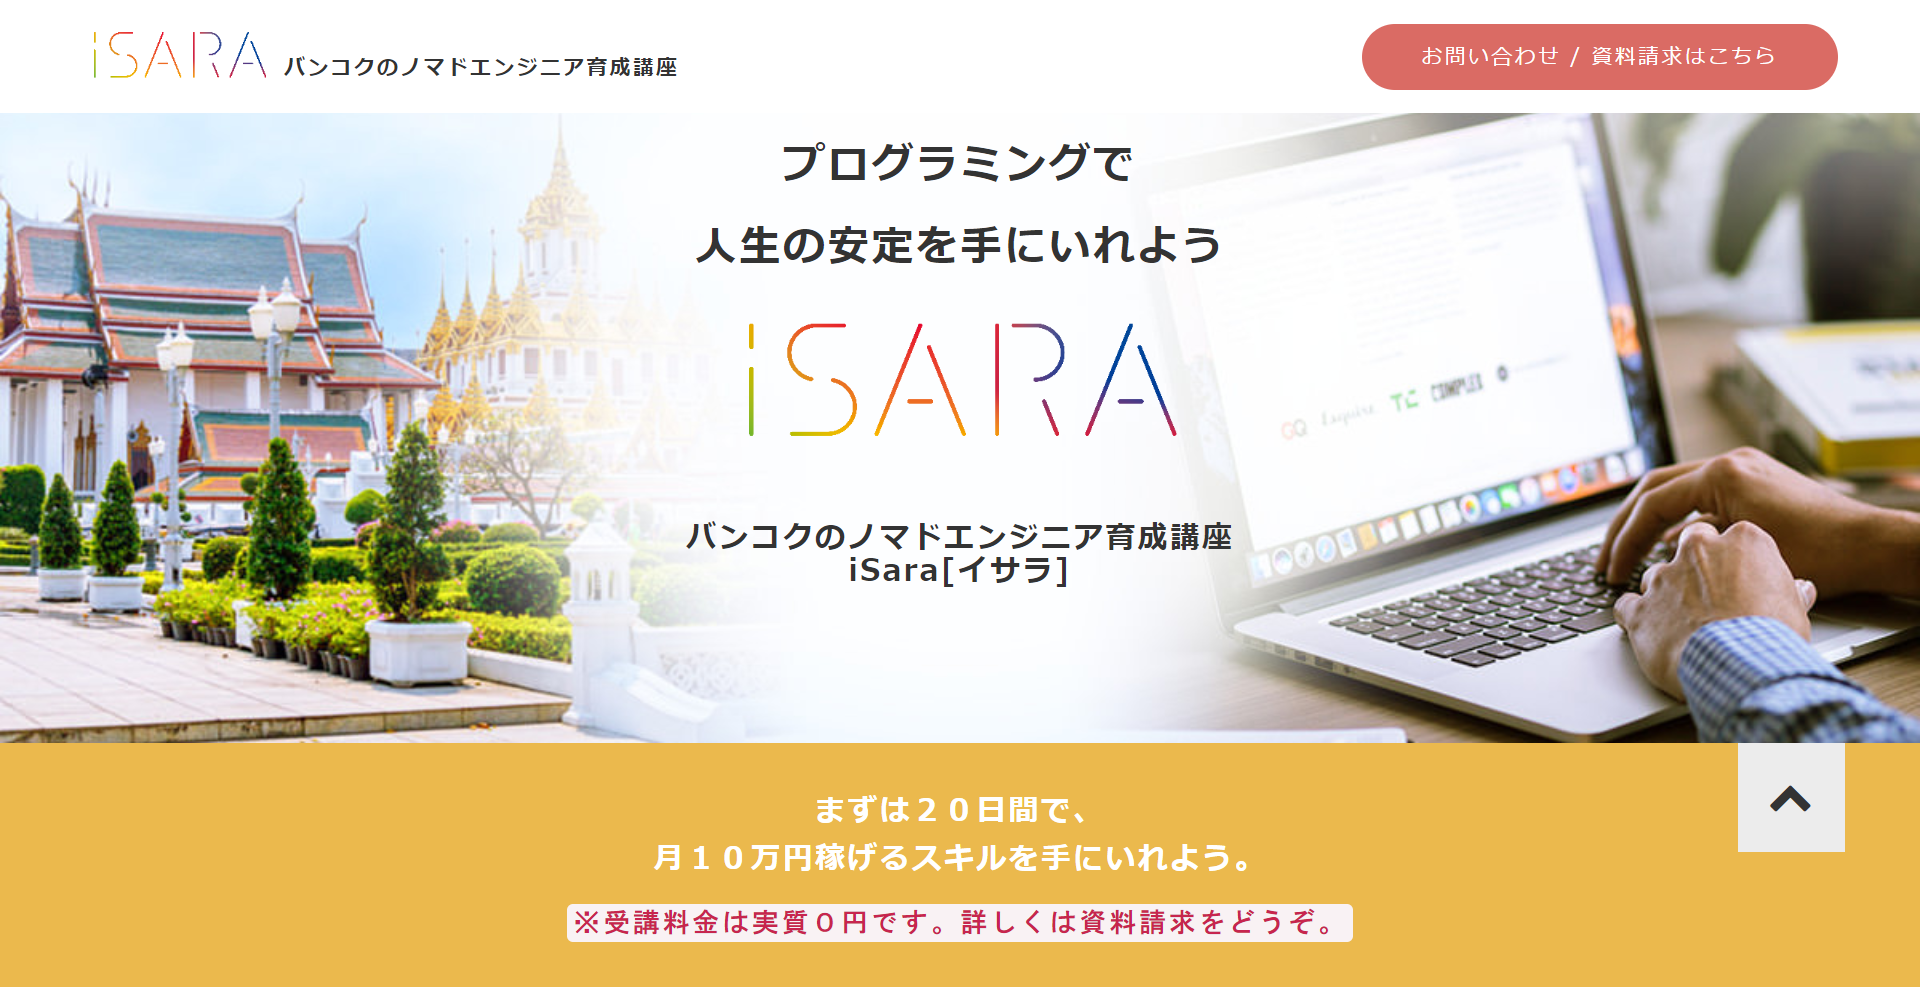 iSARA バンコクのノマドエンジニア育成講座
お問い合わせ / 資料請求はこちら
プログラミングで
人生の安定を手にいれよう
iSARA
GQ Esquire TC COMPLEX
バンコクのノマドエンジニア育成講座
iSara[イサラ]
まずは２０日間で、
月１０万円稼げるスキルを手にいれよう。
※受講料金は実質０円です。詳しくは資料請求をどうぞ。